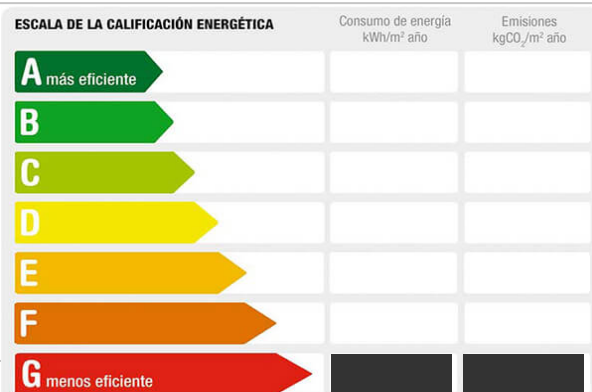 ESCALA DE LA CALIFICACIÓN ENERGÉTICA
Consumo de energía
kWh/m² año
Emisiones
kgCO₂/m² año
A más eficiente
B
C
D
E
F
G menos eficiente